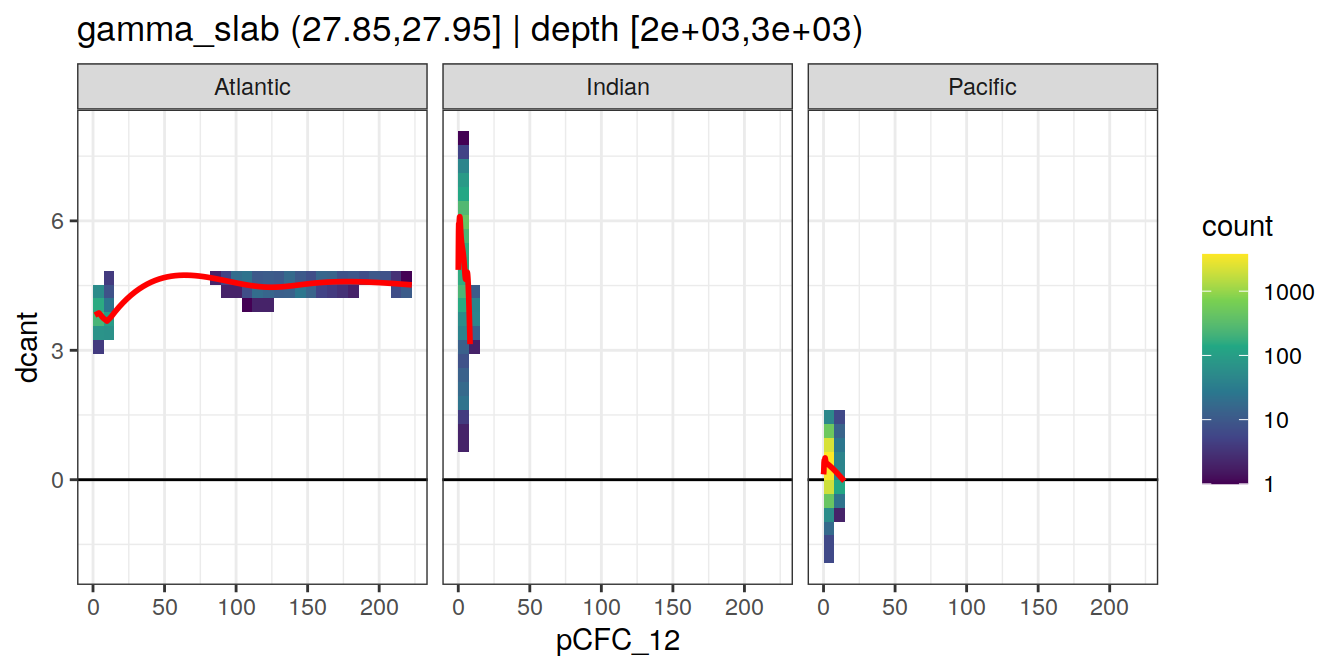 gamma_slab (27.85,27.95] | depth [2e+03,3e+03)
Atlantic Indian Pacific
dcant
6
3
0
0 50 100 150 200 0 50 100 150 200 0 50 100 150 200
pCFC_12
count
1000
100
10
1